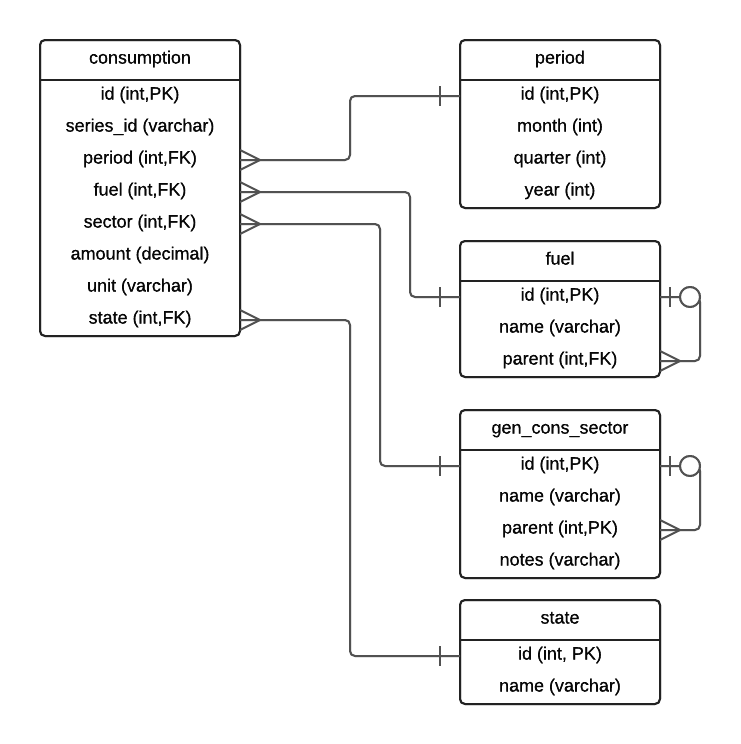 consumption
id (int,PK)
series_id (varchar)
period (int,FK)
fuel (int,FK)
sector (int,FK)
amount (decimal)
unit (varchar)
state (int,FK)
period
id (int,PK)
month (int)
quarter (int)
year (int)
fuel
id (int,PK)
name (varchar)
parent (int,FK)
gen_cons_sector
id (int,PK)
name (varchar)
parent (int,PK)
notes (varchar)
state
id (int, PK)
name (varchar)